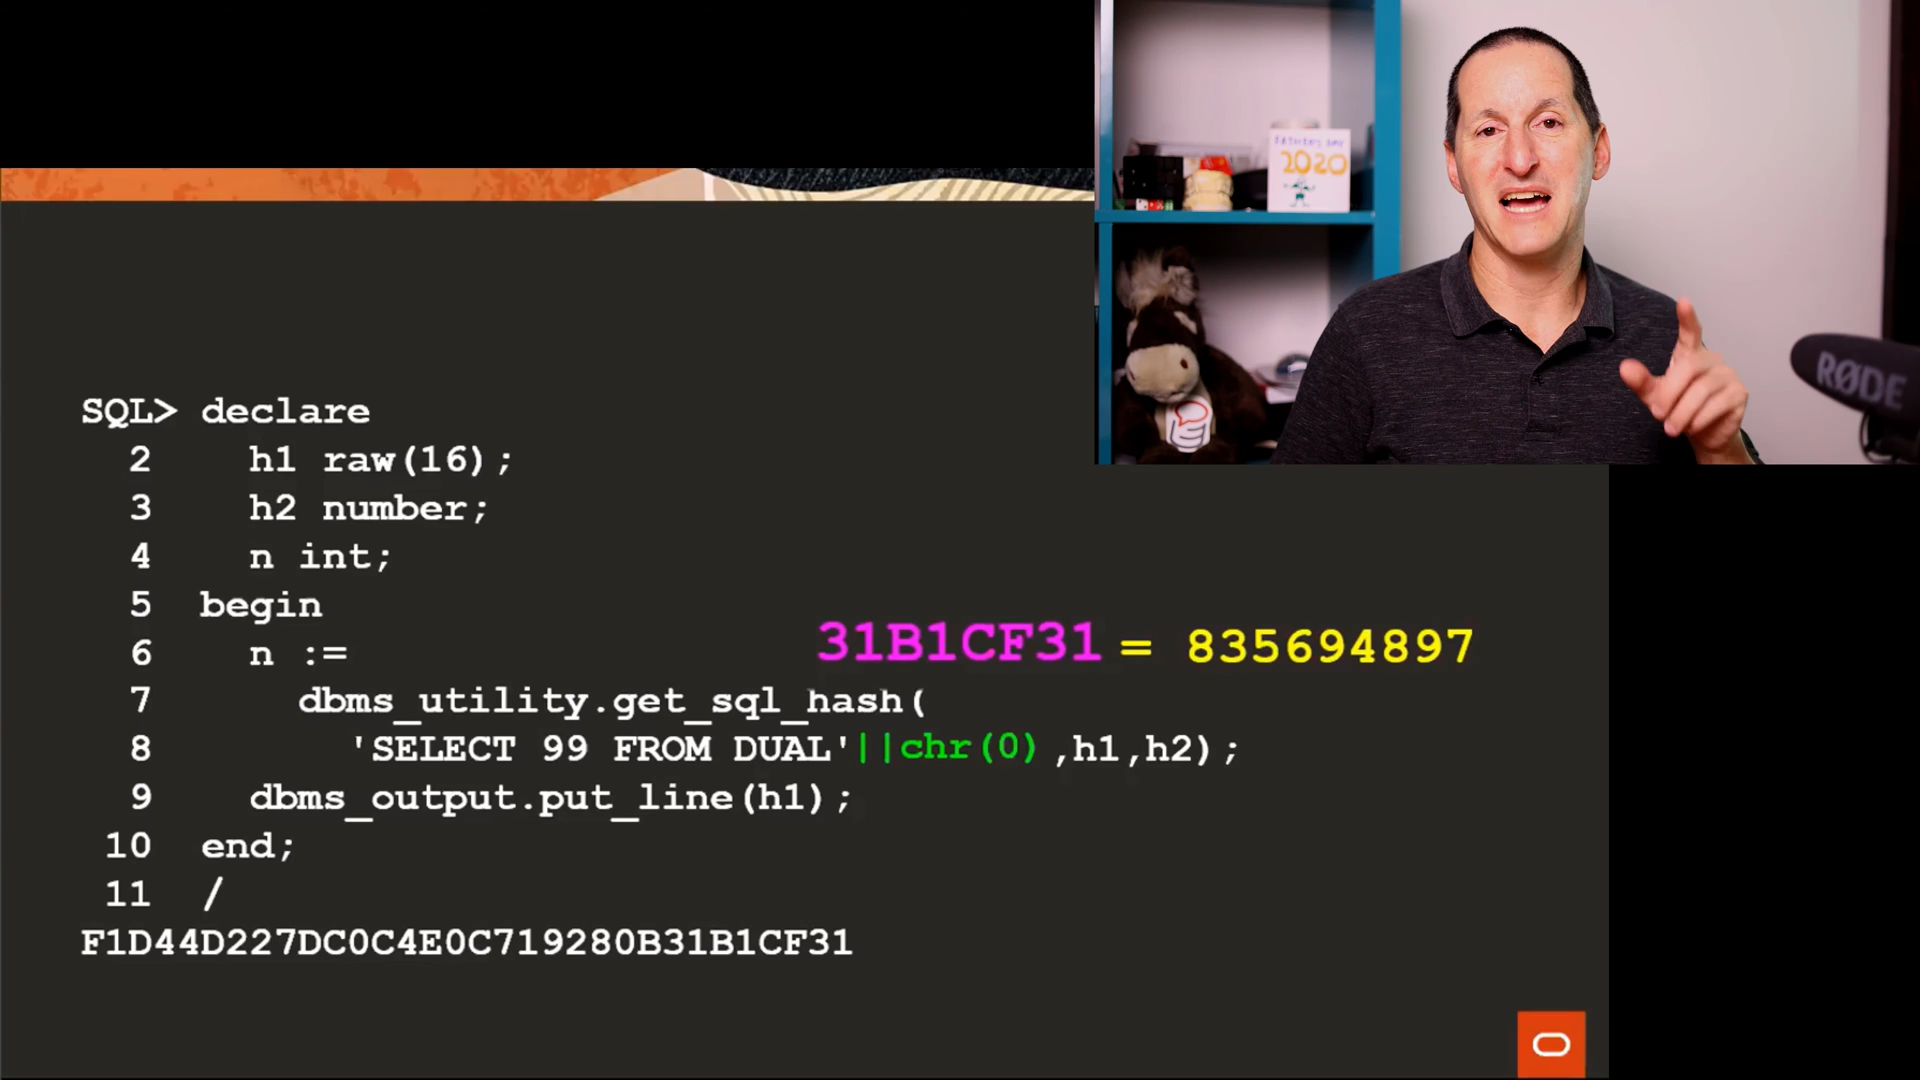 FATHERS DAY
2020
RØDE
SQL> declare
2 h1 raw(16);
3 h2 number;
4 n int;
5 begin
6 n :=
31B1CF31 = 835694897
7 dbms_utility.get_sql_hash(
8 'SELECT 99 FROM DUAL'||chr(0) ,h1,h2);
9 dbms_output.put_line(h1);
10 end;
11 /
F1D44D227DC0C4E0C719280B31B1CF31